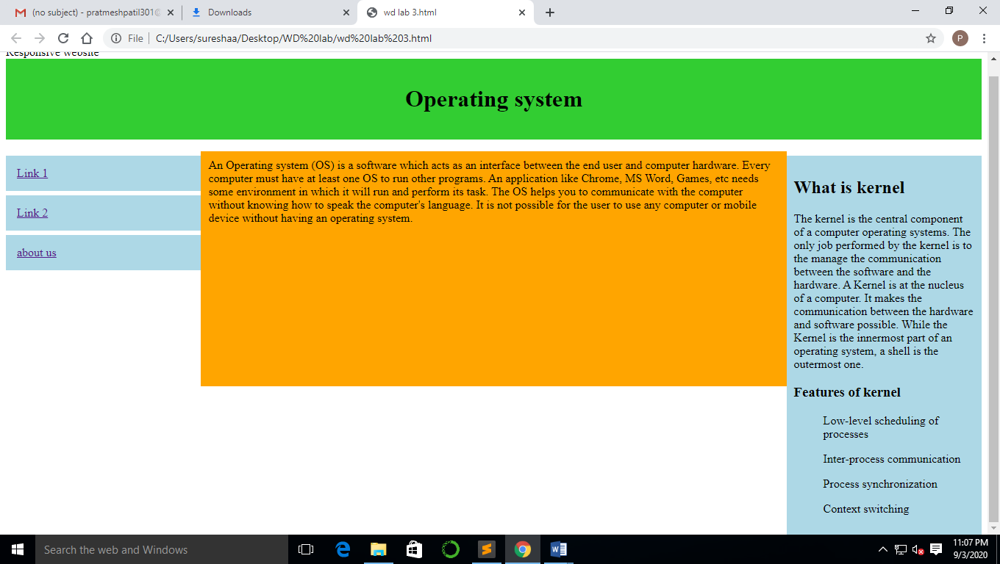 (no subject) - pratmeshpatil301@
Downloads
wd lab 3.html
File
C:/Users/sureshaa/Desktop/WD%20lab/wd%20lab%203.html
P
Responsive website
Operating system
Link 1
Link 2
about us
An Operating system (OS) is a software which acts as an interface between the end user and computer hardware. Every
computer must have at least one OS to run other programs. An application like Chrome, MS Word, Games, etc needs
some environment in which it will run and perform its task. The OS helps you to communicate with the computer
without knowing how to speak the computer's language. It is not possible for the user to use any computer or mobile
device without having an operating system.
What is kernel
The kernel is the central component
of a computer operating systems. The
only job performed by the kernel is to
the manage the communication
between the software and the
hardware. A Kernel is at the nucleus
of a computer. It makes the
communication between the hardware
and software possible. While the
Kernel is the innermost part of an
operating system, a shell is the
outermost one.
Features of kernel
Low-level scheduling of
processes
Inter-process communication
Process synchronization
Context switching
Search the web and Windows
11:07 PM
9/3/2020